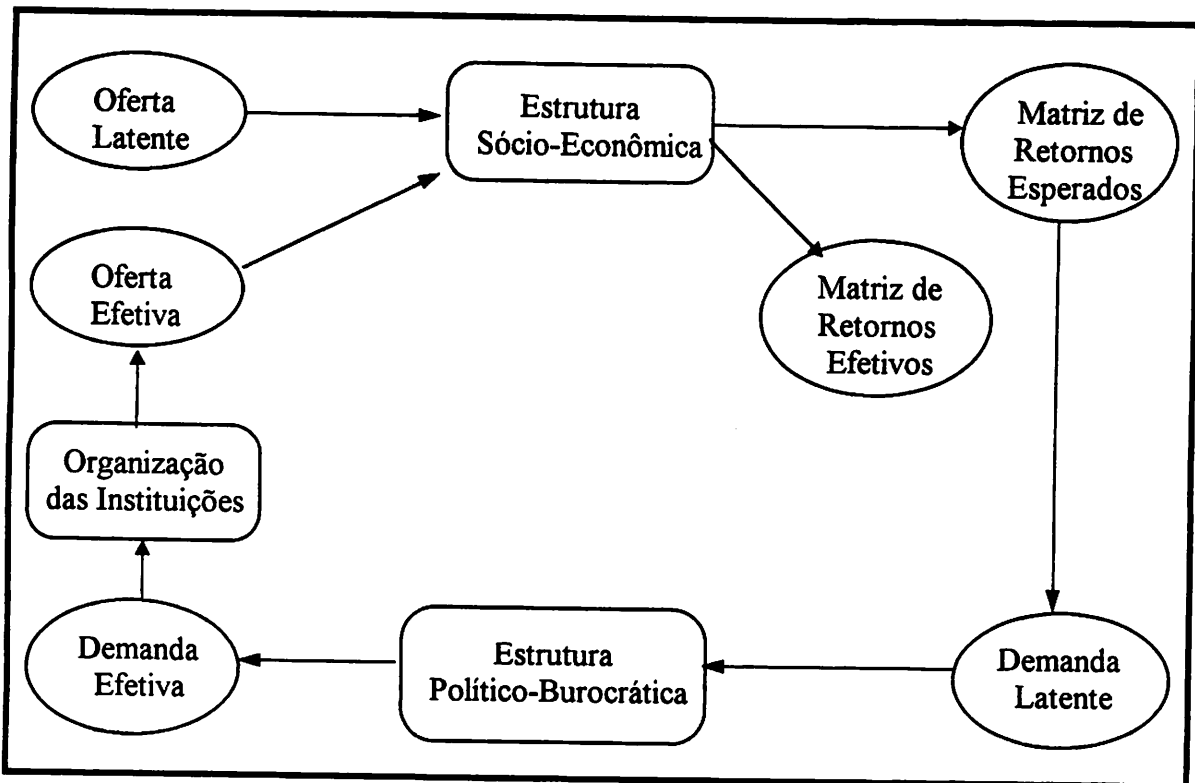 Oferta
Latente
Estrutura
Sócio-Econômica
Matriz de
Retornos
Esperados
Oferta
Efetiva
Matriz de
Retornos
Efetivos
Organização
das Instituições
Demanda
Efetiva
Estrutura
Político-Burocrática
Demanda
Latente